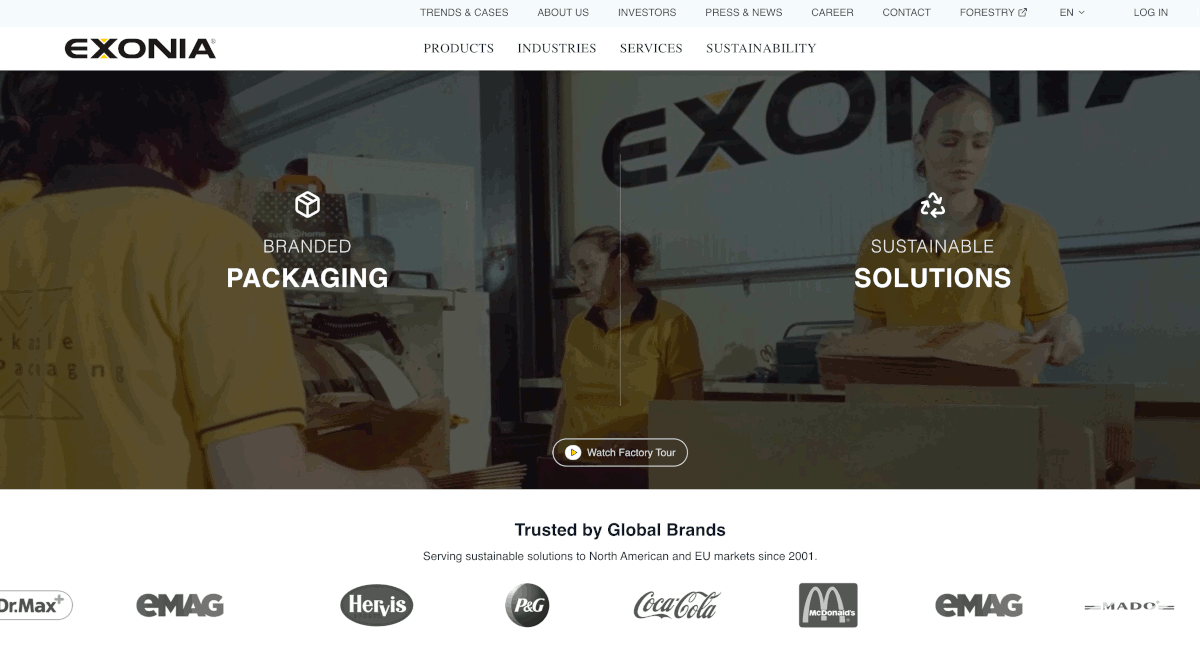 TRENDS & CASES ABOUT US INVESTORS PRESS & NEWS CAREER CONTACT FORESTRY EN LOG IN
EXONIA®
PRODUCTS INDUSTRIES SERVICES SUSTAINABILITY
EXONIA
BRANDED
PACKAGING
SUSTAINABLE
SOLUTIONS
Watch Factory Tour
Trusted by Global Brands
Serving sustainable solutions to North American and EU markets since 2001.
Dr.Max+ eMAG Hervis P&G Coca-Cola McDonald's eMAG MADO